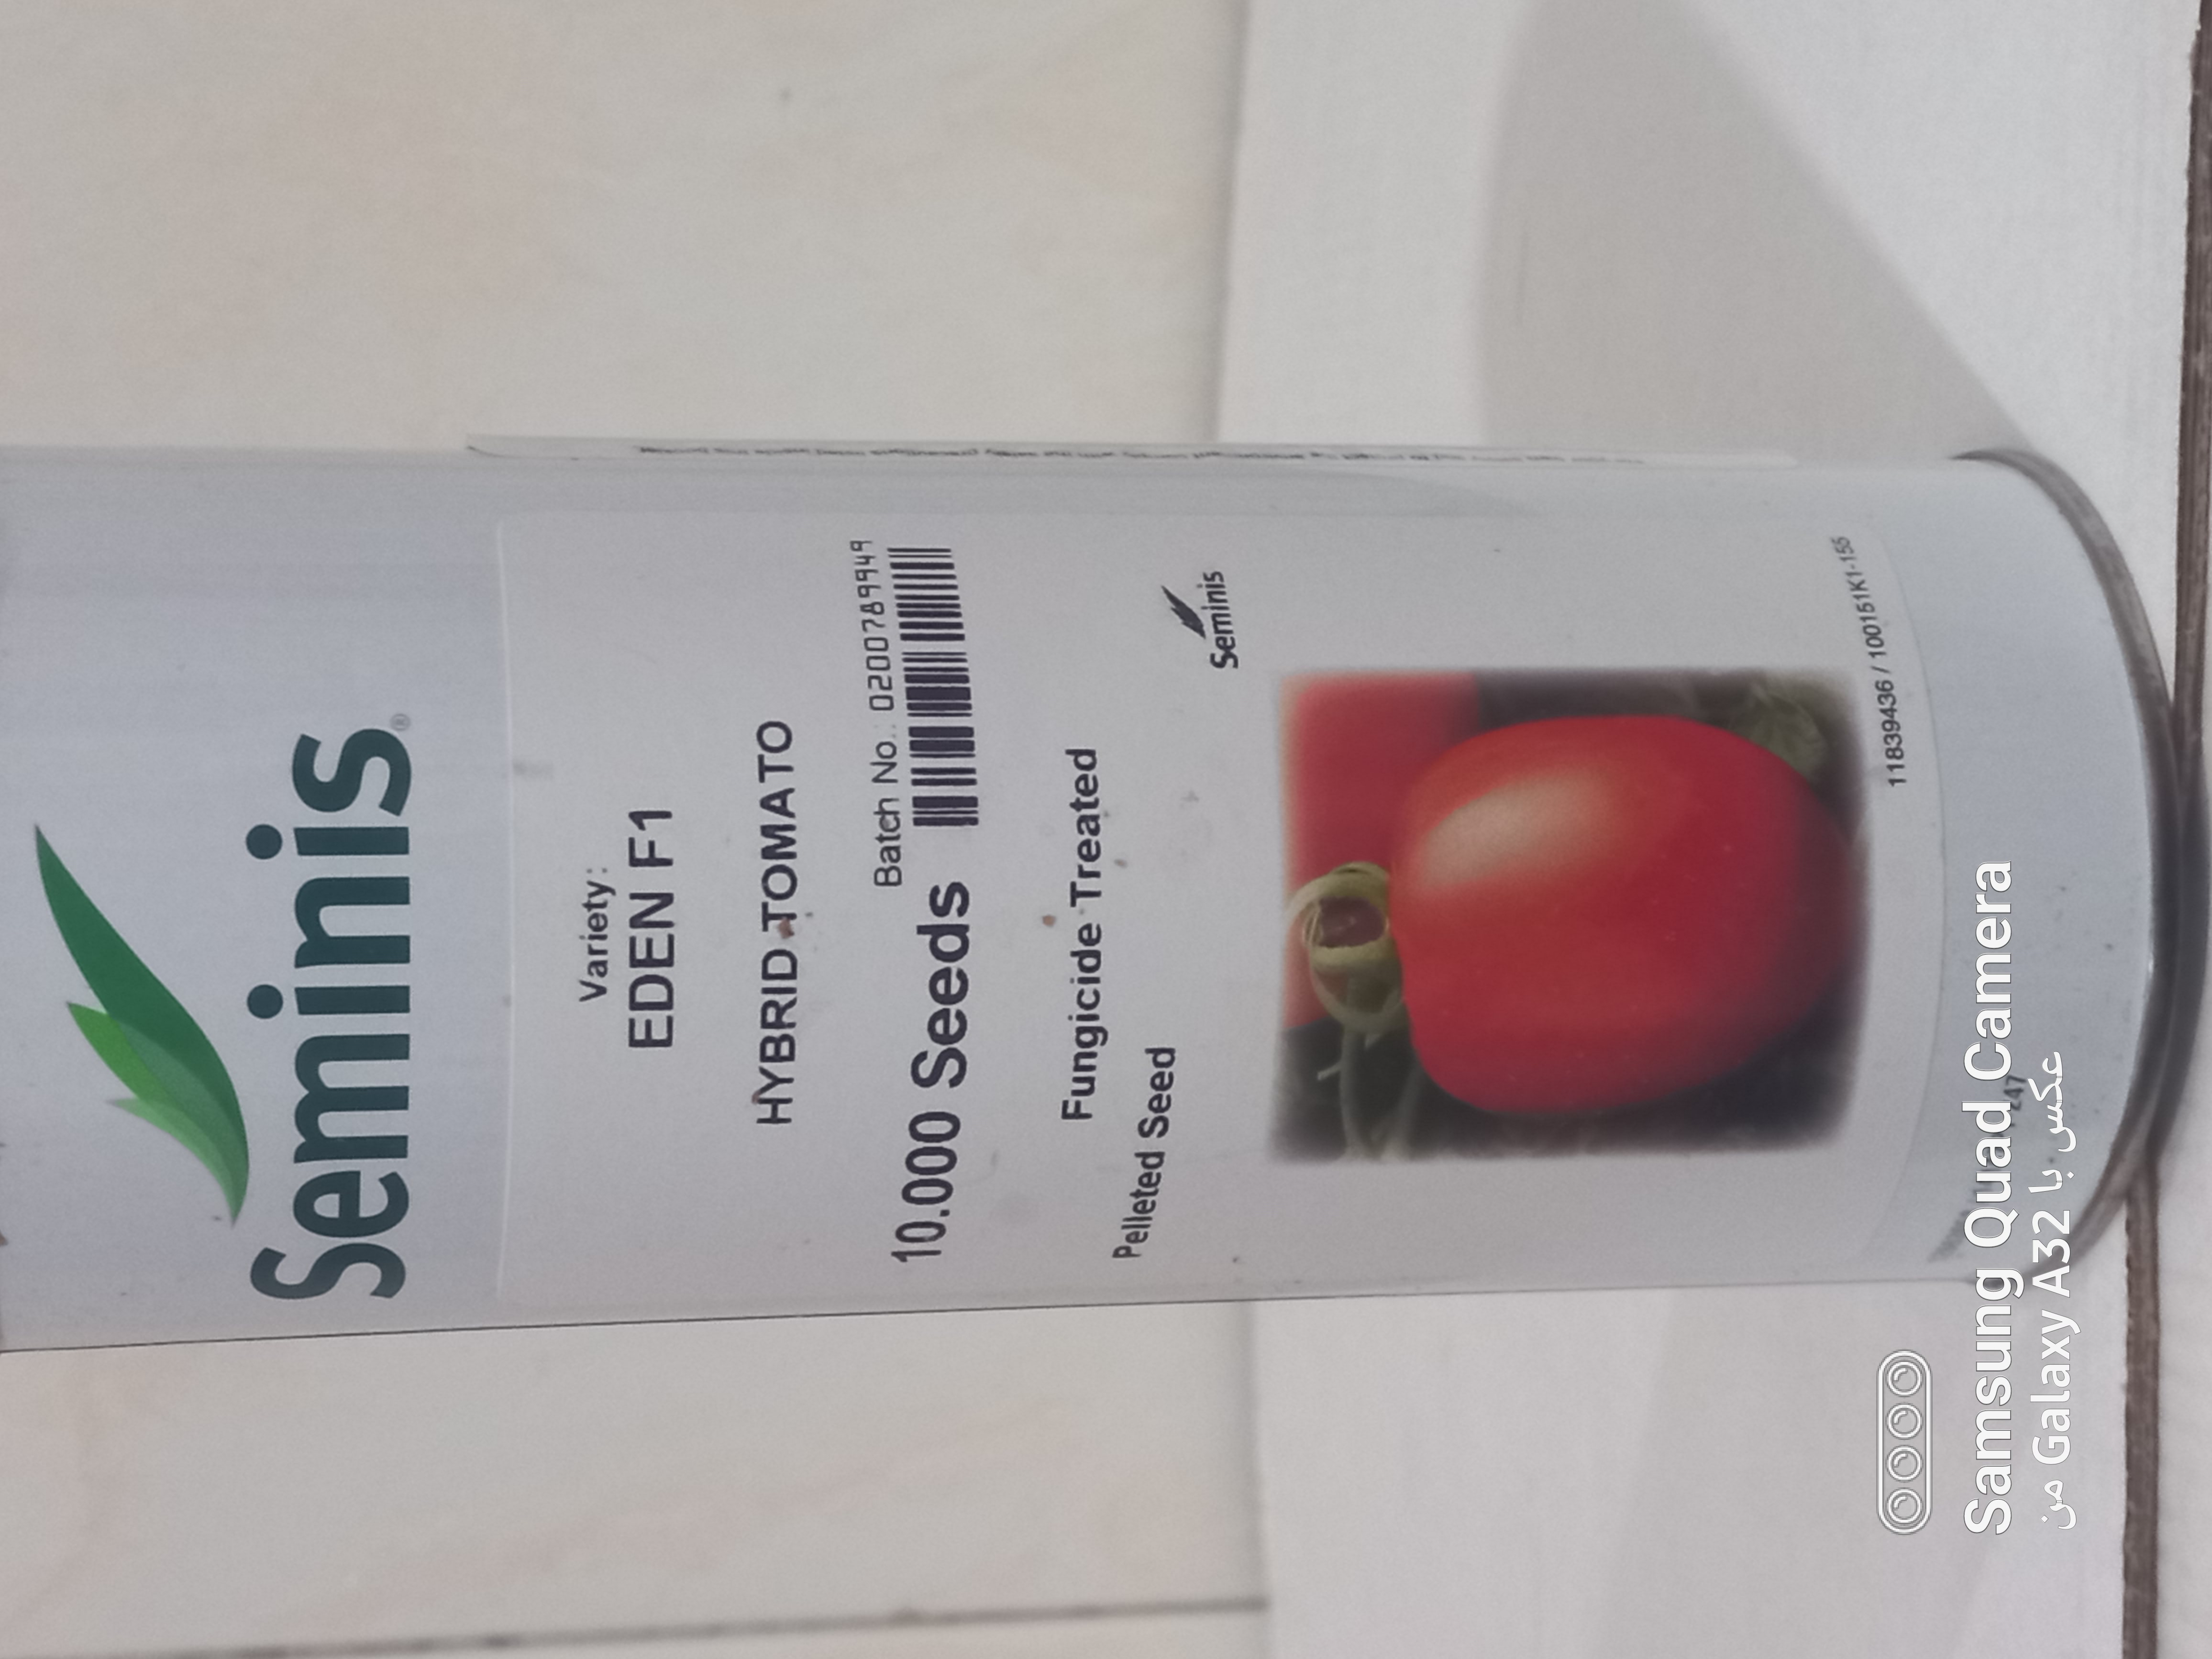 Seminis®
Variety:
EDEN F1
HYBRID TOMATO
Batch No.: 0200789949
10.000 Seeds
Fungicide Treated
Pelleted Seed
Seminis
11839436 / 100151K1-155
Samsung Quad Camera
عکس با Galaxy A32 من